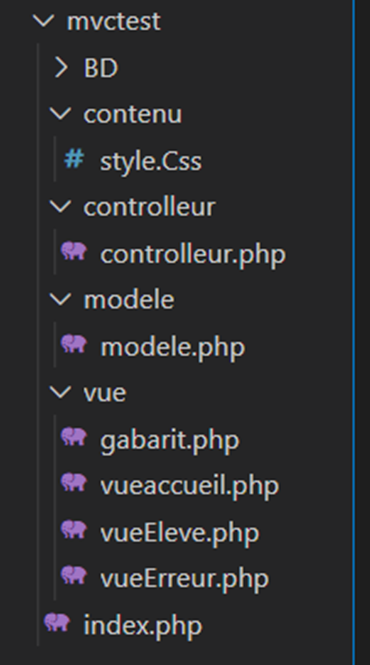 mvctest
BD
contenu
# style.Css
controlleur
controlleur.php
modele
modele.php
vue
gabarit.php
vueaccueil.php
vueEleve.php
vueErreur.php
index.php